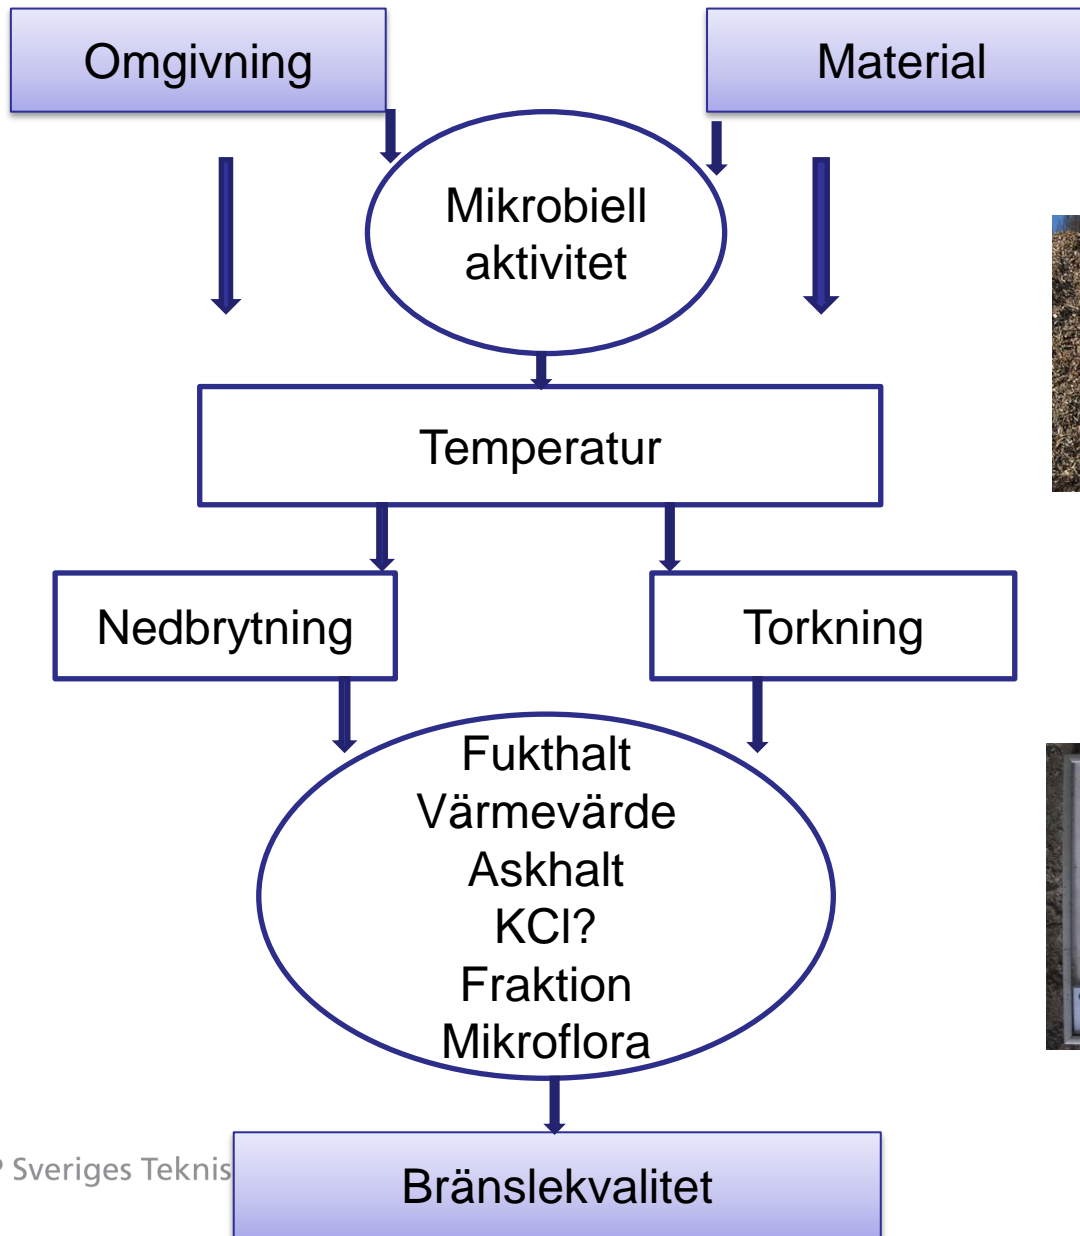 Omgivning
Material
Mikrobiell
aktivitet
Temperatur
Nedbrytning
Torkning
Fukthalt
Värmevärde
Askhalt
KCl?
Fraktion
Mikroflora
Sveriges Teknis
Bränslekvalitet